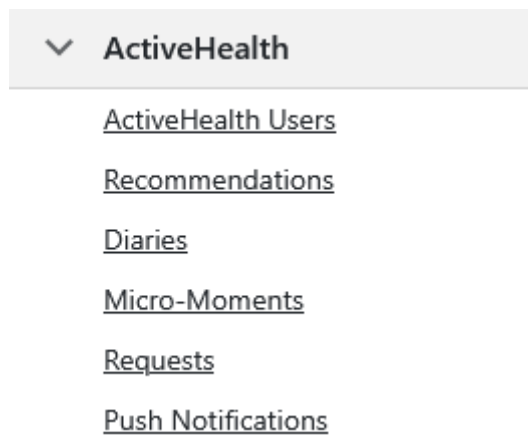 ActiveHealth
ActiveHealth Users
Recommendations
Diaries
Micro-Moments
Requests
Push Notifications